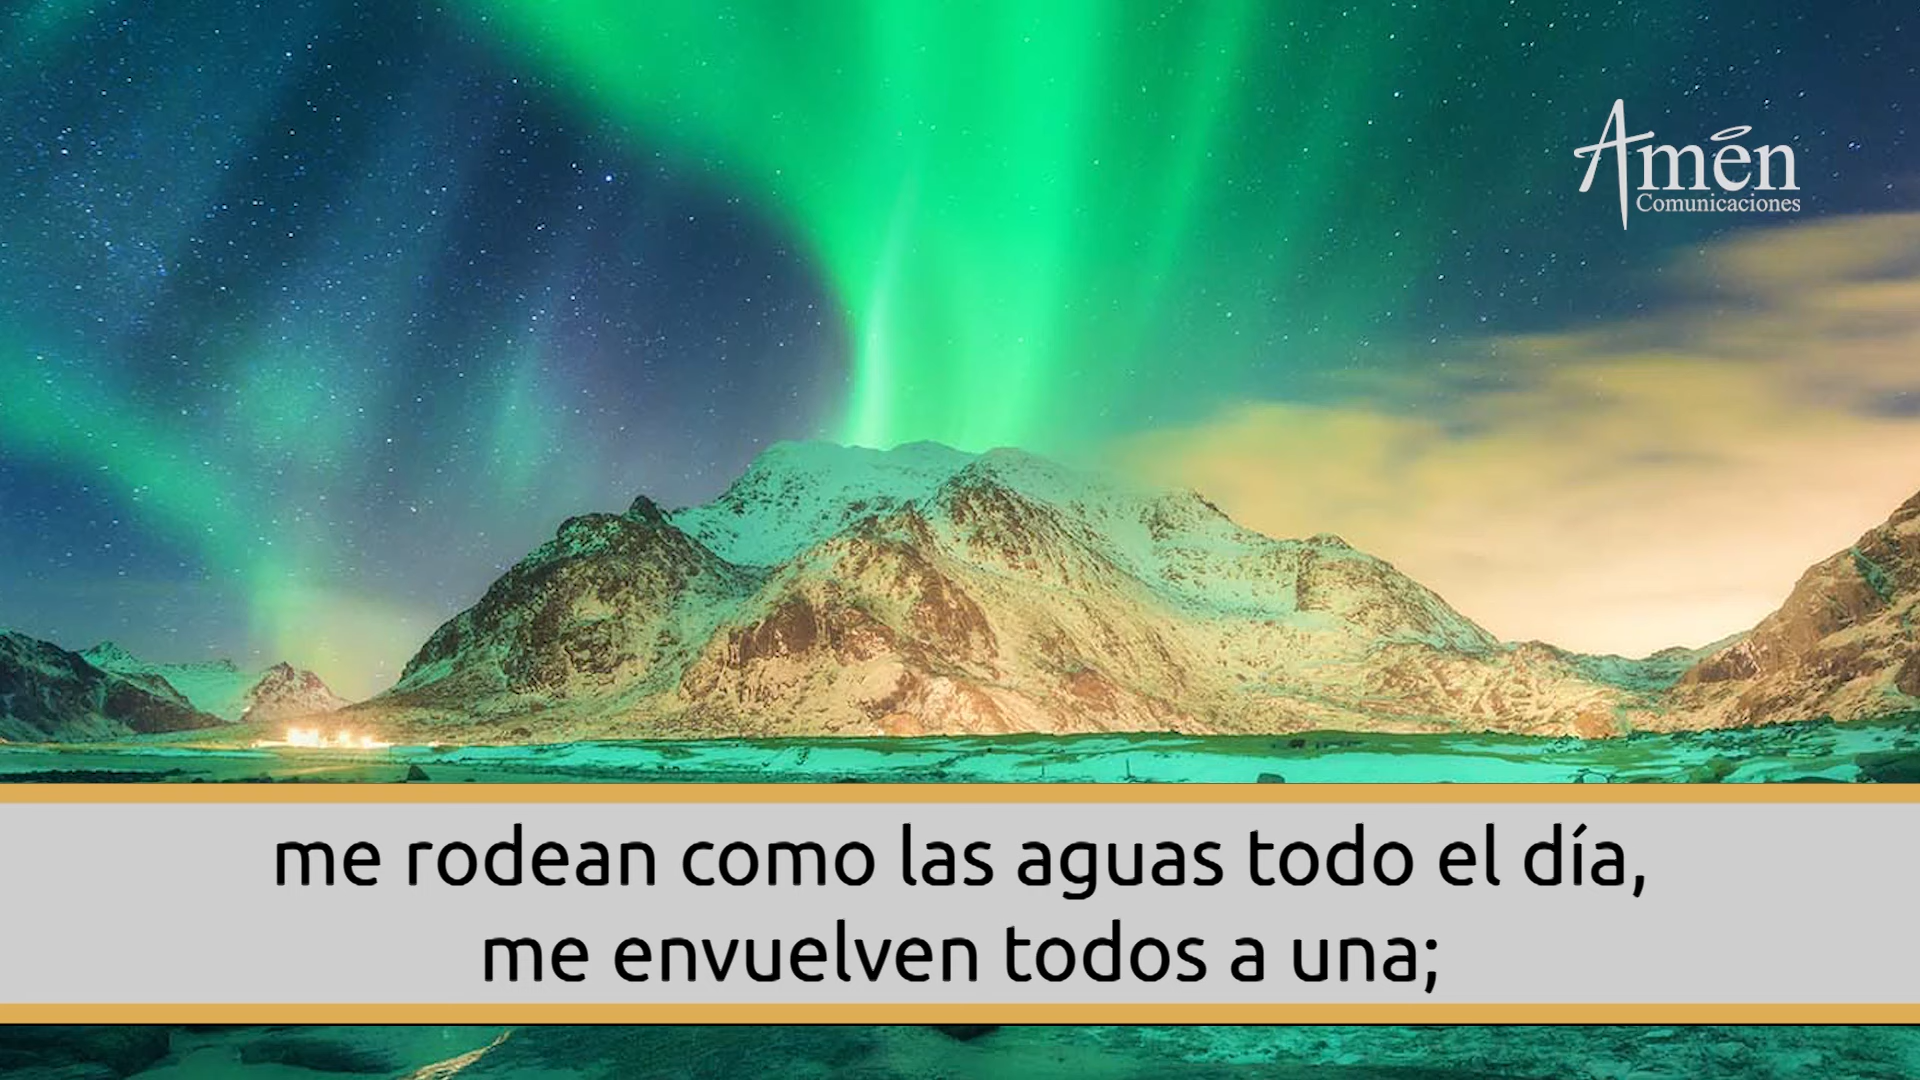 Amén
Comunicaciones
me rodean como las aguas todo el día,
me envuelven todos a una;